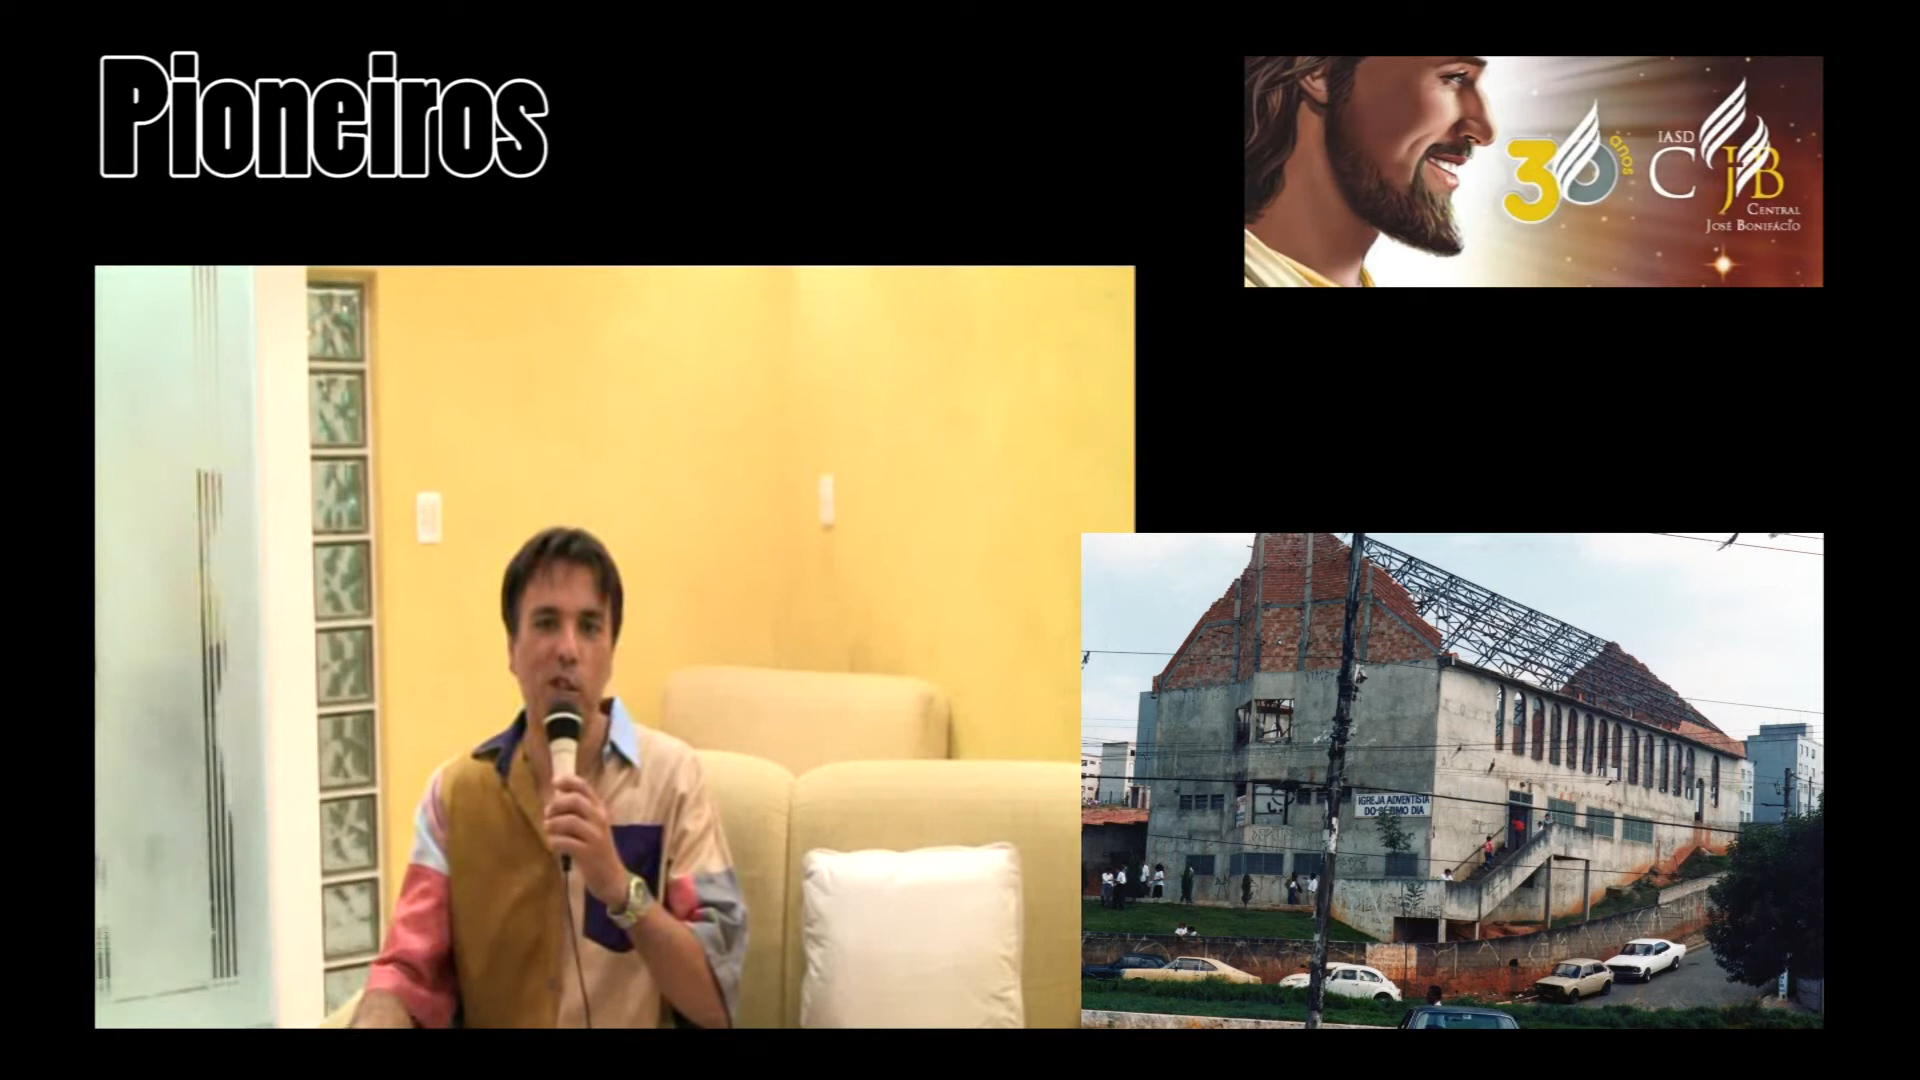 Pioneiros
30 anos
IASD
CJB
CENTRAL
JOSÉ BONIFÁCIO
IGREJA ADVENTISTA
DO SÉTIMO DIA